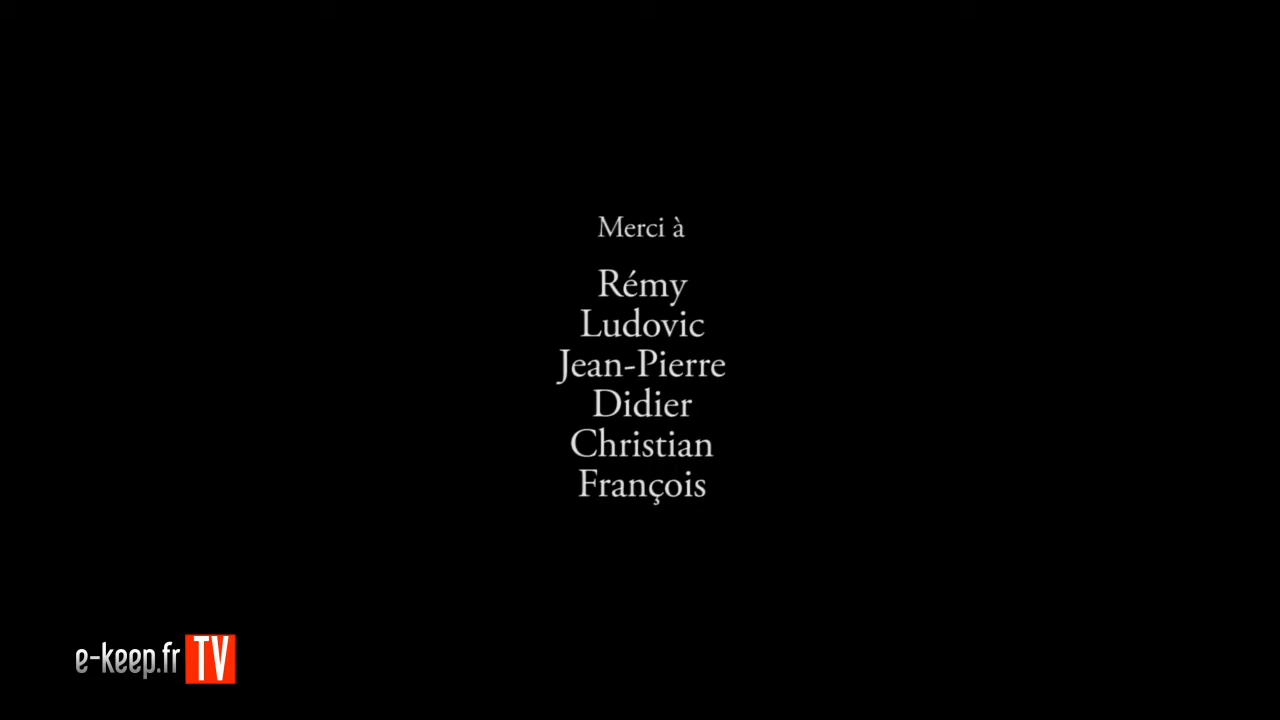 Merci à
Rémy
Ludovic
Jean-Pierre
Didier
Christian
François
e-keep.fr TV